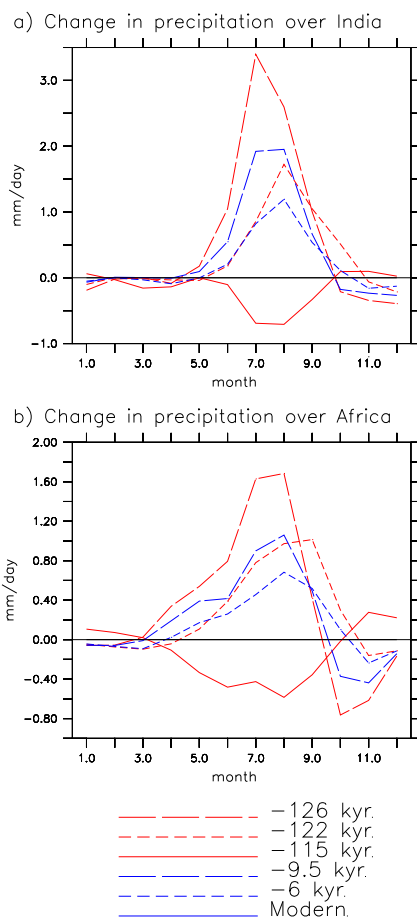 a) Change in precipitation over India
3.0
2.0
1.0
0.0
-1.0
mm/day
1.0 3.0 5.0 7.0 9.0 11.0
month
b) Change in precipitation over Africa
2.00
1.60
1.20
0.80
0.40
0.00
-0.40
-0.80
mm/day
1.0 3.0 5.0 7.0 9.0 11.0
month
-126 kyr.
-122 kyr.
-115 kyr.
-9.5 kyr.
-6 kyr.
Modern.